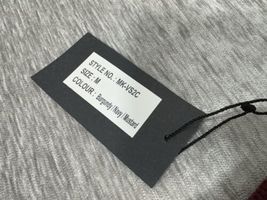 STYLE NO. : MK-VS2C
SIZE : M
COLOUR : Burgundy / Navy / Mustard